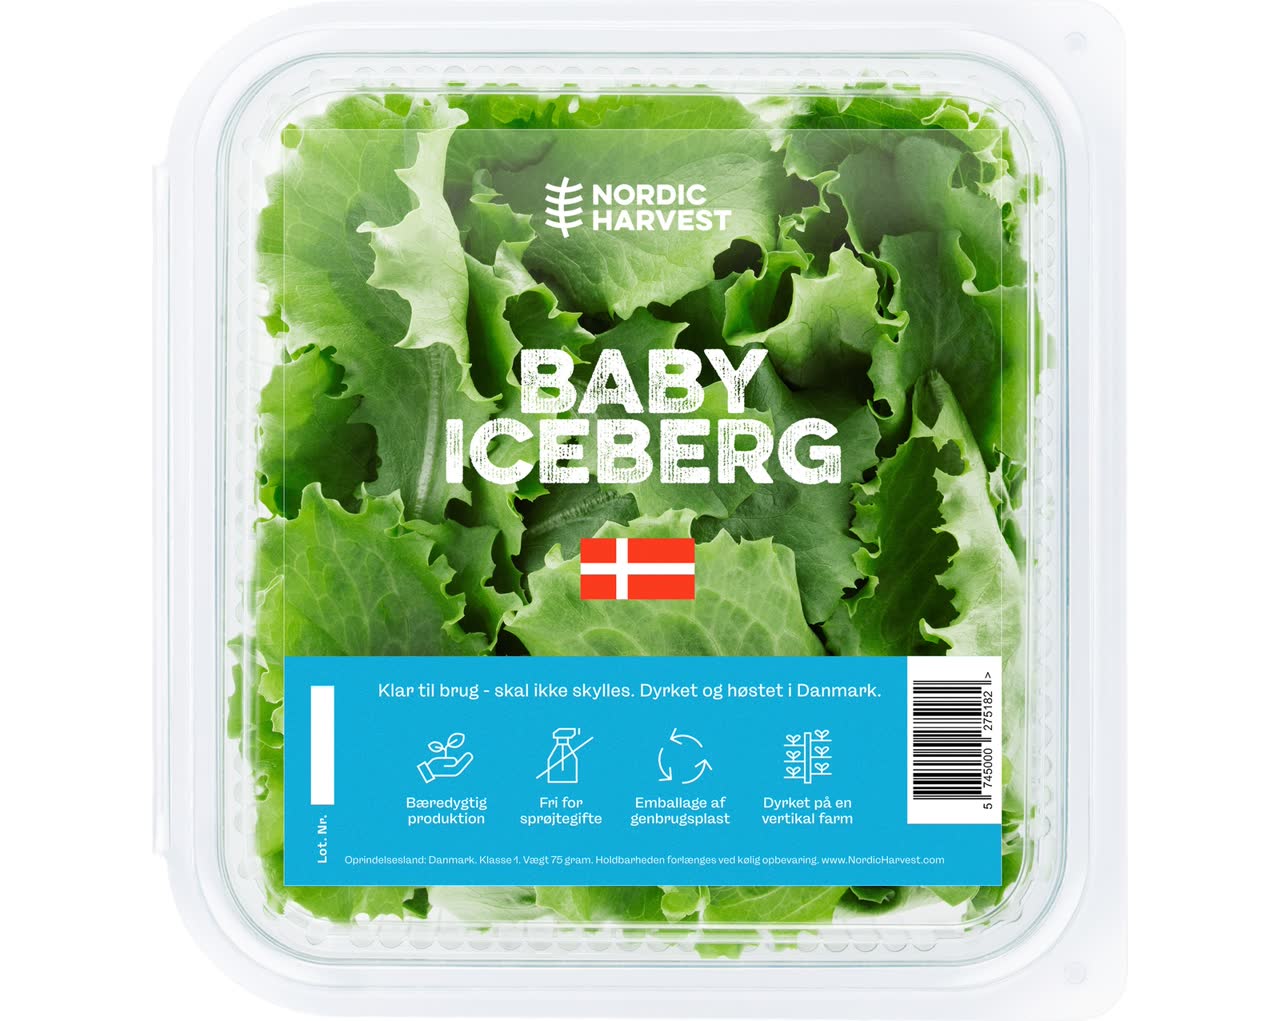 NORDIC
HARVEST
BABY
ICEBERG
Klar til brug - skal ikke skylles. Dyrket og høstet i Danmark.
Bæredygtig
produktion
Fri for
sprøjtegifte
Emballage af
genbrugsplast
Dyrket på en
vertikal farm
Lot. Nr.
Oprindelsesland: Danmark. Klasse 1. Vægt 75 gram. Holdbarheden forlænges ved kølig opbevaring. www.NordicHarvest.com
5 745000 275182 >